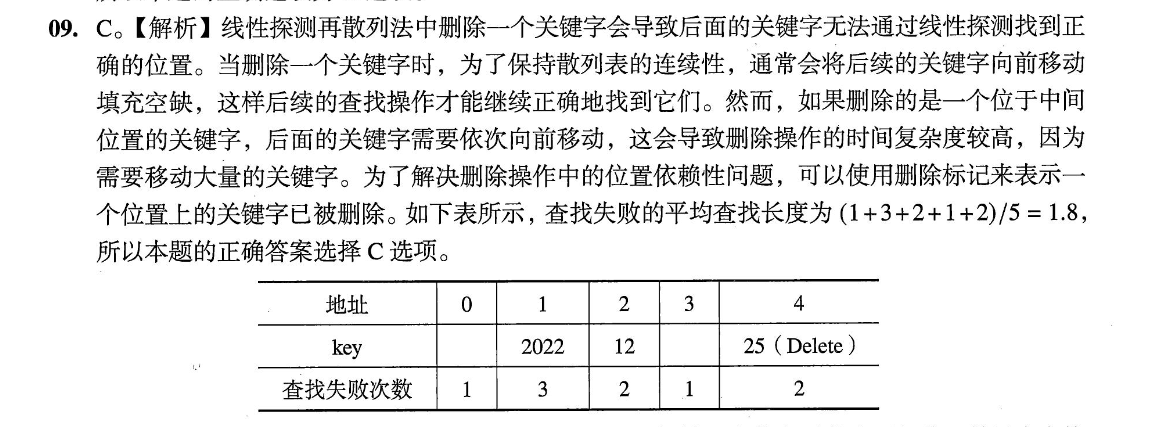 09. C。【解析】线性探测再散列法中删除一个关键字会导致后面的关键字无法通过线性探测找到正
确的位置。当删除一个关键字时，为了保持散列表的连续性，通常会将后续的关键字向前移动
填充空缺，这样后续的查找操作才能继续正确地找到它们。然而，如果删除的是一个位于中间
位置的关键字，后面的关键字需要依次向前移动，这会导致删除操作的时间复杂度较高，因为
需要移动大量的关键字。为了解决删除操作中的位置依赖性问题，可以使用删除标记来表示一
个位置上的关键字已被删除。如下表所示，查找失败的平均查找长度为 (1+3+2+1+2)/5 = 1.8，
所以本题的正确答案选择 C 选项。
地址 0 1 2 3 4
key 2022 12 25（Delete）
查找失败次数 1 3 2 1 2